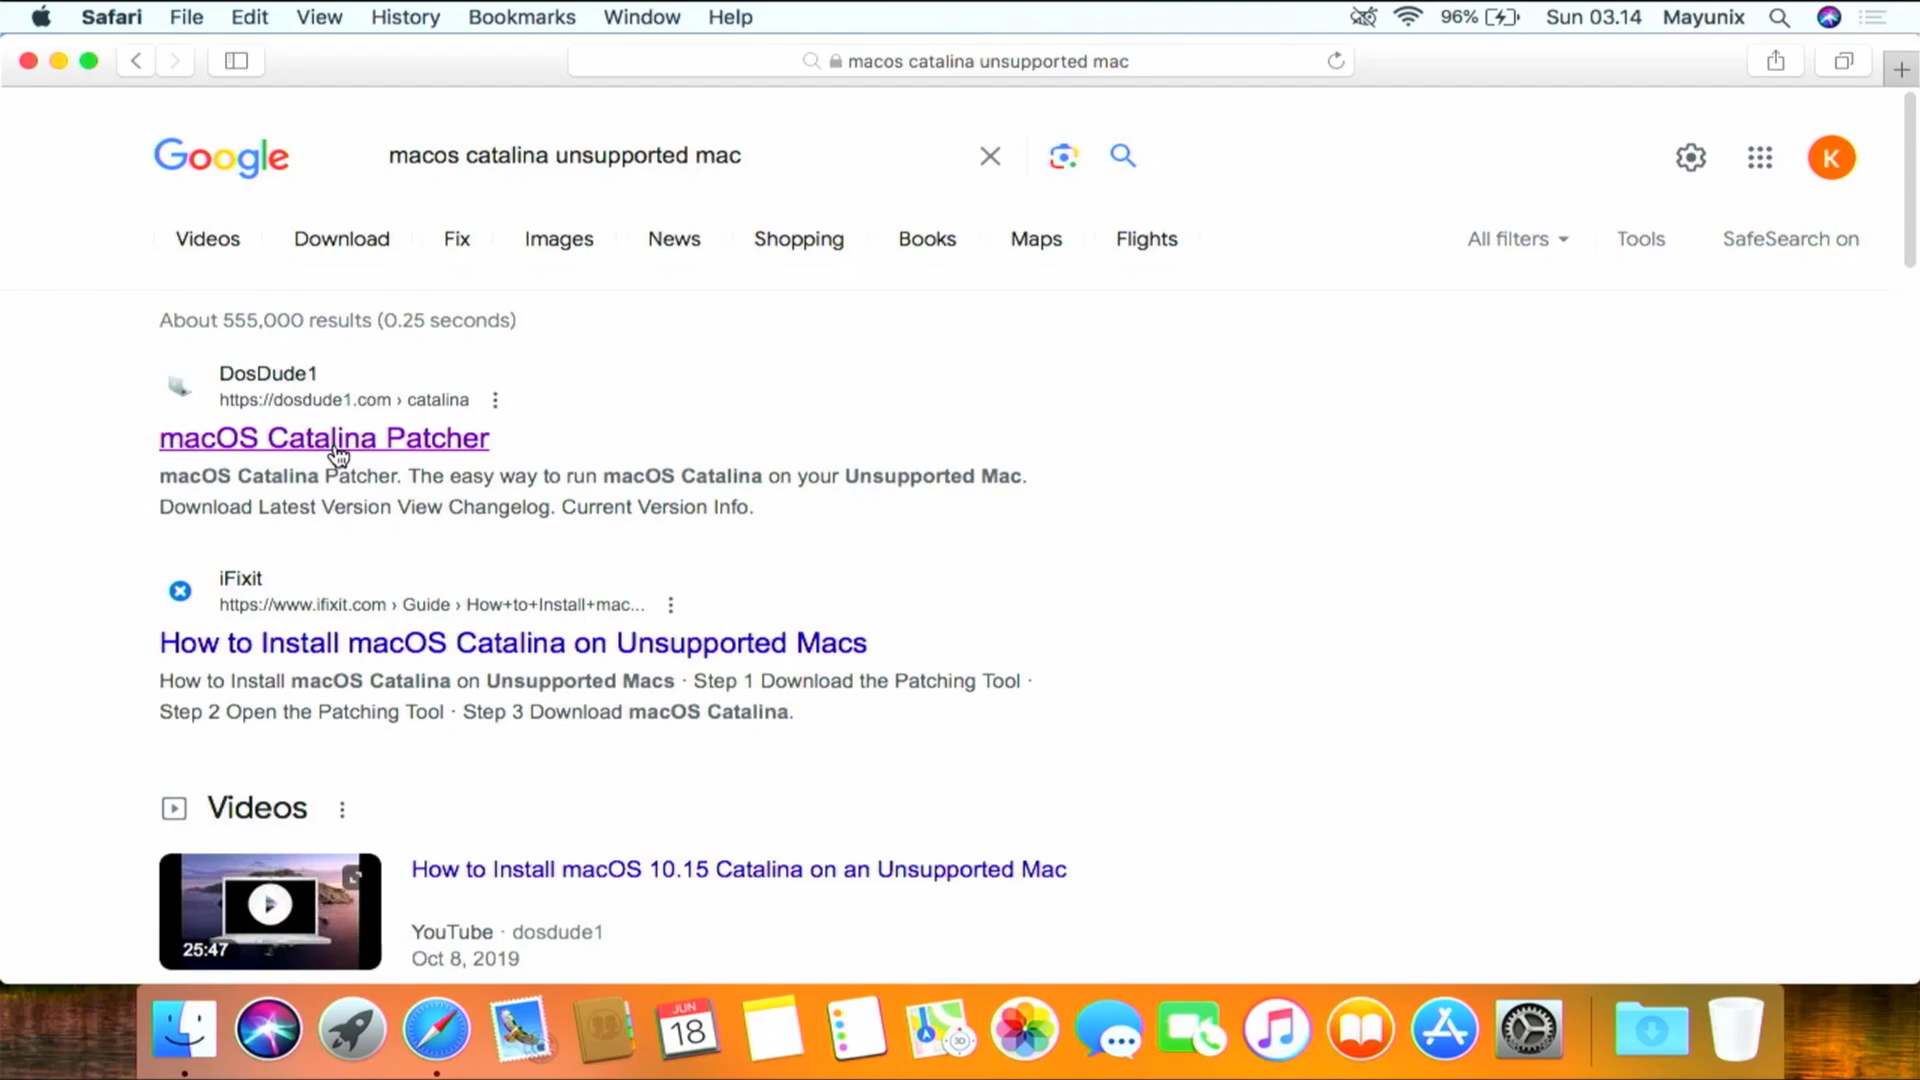 Safari File Edit View History Bookmarks Window Help 96% Sun 03.14 Mayunix
macos catalina unsupported mac
Google macos catalina unsupported mac K
Videos Download Fix Images News Shopping Books Maps Flights All filters Tools SafeSearch on
About 555,000 results (0.25 seconds)
DosDude1
https://dosdude1.com › catalina
macOS Catalina Patcher
macOS Catalina Patcher. The easy way to run macOS Catalina on your Unsupported Mac.
Download Latest Version View Changelog. Current Version Info.
iFixit
https://www.ifixit.com › Guide › How+to+Install+mac...
How to Install macOS Catalina on Unsupported Macs
How to Install macOS Catalina on Unsupported Macs · Step 1 Download the Patching Tool ·
Step 2 Open the Patching Tool · Step 3 Download macOS Catalina.
Videos
How to Install macOS 10.15 Catalina on an Unsupported Mac
25:47
YouTube · dosdude1
Oct 8, 2019
JUN
18
3D